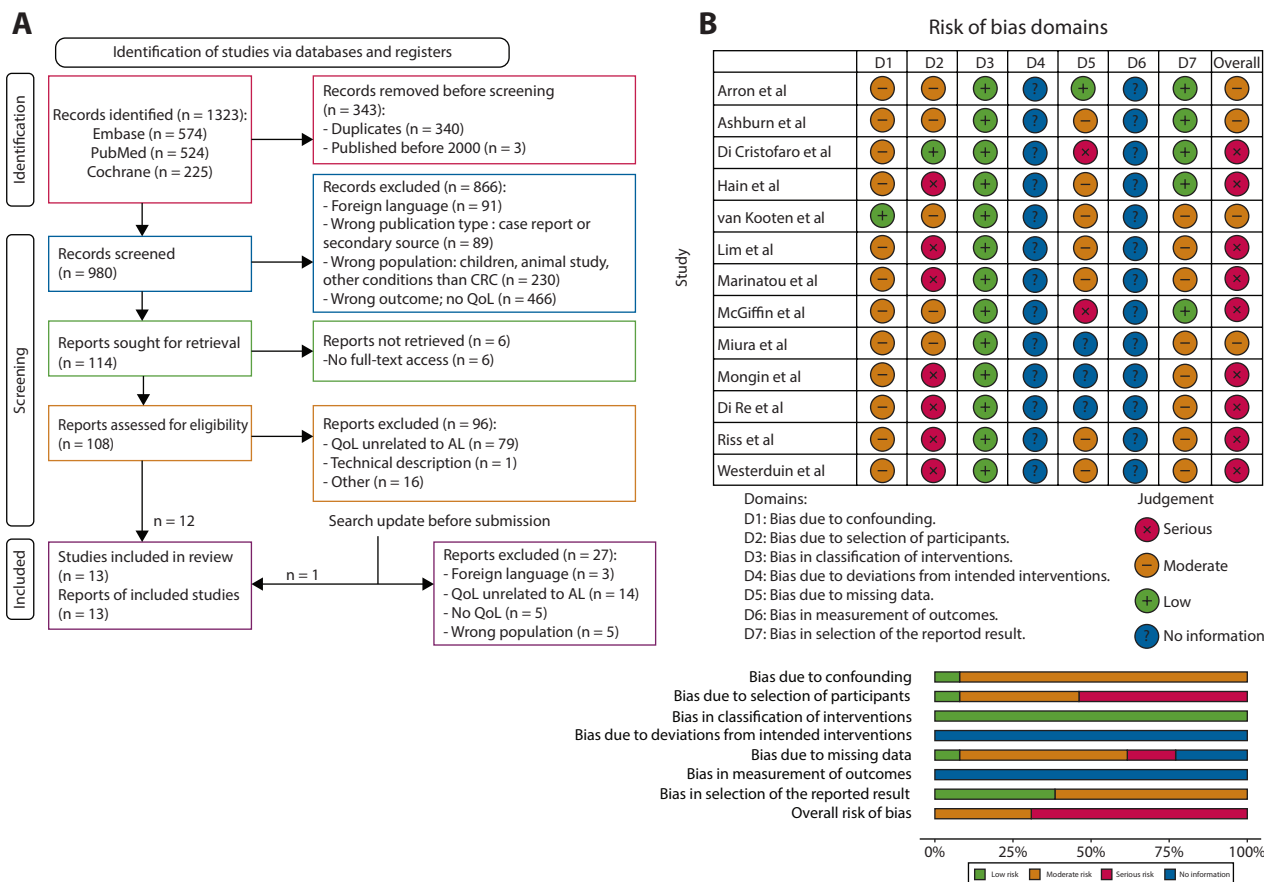 A
Identification of studies via databases and registers
Identification
Records identified (n = 1323):
Embase (n = 574)
PubMed (n = 524)
Cochrane (n = 225)
Records removed before screening
(n = 343):
- Duplicates (n = 340)
- Published before 2000 (n = 3)
Screening
Records screened
(n = 980)
Records excluded (n = 866):
- Foreign language (n = 91)
- Wrong publication type : case report or
secondary source (n = 89)
- Wrong population: children, animal study,
other conditions than CRC (n = 230)
- Wrong outcome; no QoL (n = 466)
Reports sought for retrieval
(n = 114)
Reports not retrieved (n = 6)
-No full-text access (n = 6)
Reports assessed for eligibility
(n = 108)
Reports excluded (n = 96):
- QoL unrelated to AL (n = 79)
- Technical description (n = 1)
- Other (n = 16)
n = 12
Search update before submission
Included
Studies included in review
(n = 13)
Reports of included studies
(n = 13)
n = 1
Reports excluded (n = 27):
- Foreign language (n = 3)
- QoL unrelated to AL (n = 14)
- No QoL (n = 5)
- Wrong population (n = 5)
B
Risk of bias domains
D1 D2 D3 D4 D5 D6 D7 Overall
Study
Arron et al − − + ? + ? + −
Ashburn et al − − + ? − ? + −
Di Cristofaro et al − + + ? × ? + ×
Hain et al − × + ? − ? + ×
van Kooten et al + − + ? − ? − −
Lim et al − × + ? − ? − ×
Marinatou et al − × + ? − ? − ×
McGiffin et al − − + ? × ? + ×
Miura et al − − + ? ? ? − −
Mongin et al − × + ? ? ? − ×
Di Re et al − × + ? ? ? − ×
Riss et al − × + ? − ? − ×
Westerduin et al − × + ? − ? − ×
Domains:
D1: Bias due to confounding.
D2: Bias due to selection of participants.
D3: Bias in classification of interventions.
D4: Bias due to deviations from intended interventions.
D5: Bias due to missing data.
D6: Bias in measurement of outcomes.
D7: Bias in selection of the reportod result.
Judgement
× Serious
− Moderate
+ Low
? No information
Bias due to confounding
Bias due to selection of participants
Bias in classification of interventions
Bias due to deviations from intended interventions
Bias due to missing data
Bias in measurement of outcomes
Bias in selection of the reported result
Overall risk of bias
0% 25% 50% 75% 100%
Low risk Moderate risk Serious risk No information